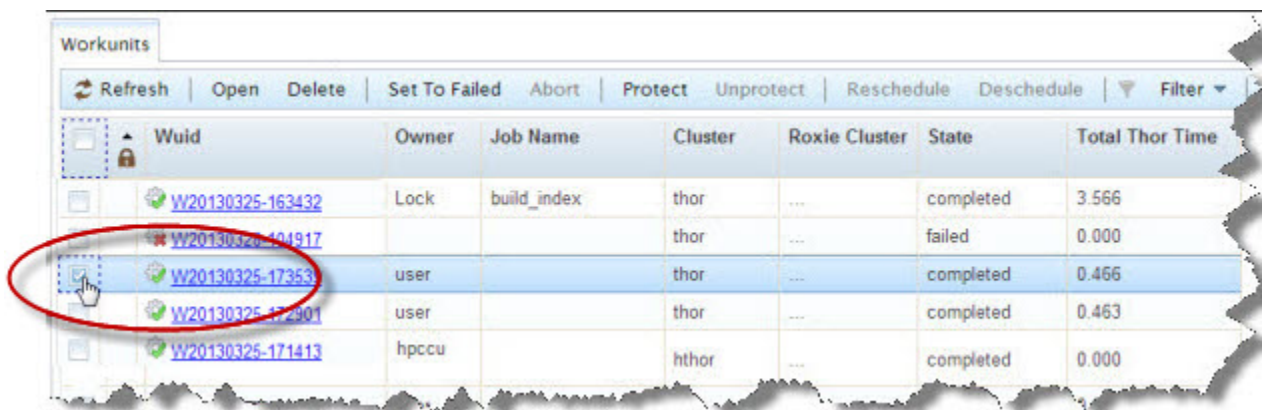 Workunits
Refresh Open Delete Set To Failed Abort Protect Unprotect Reschedule Deschedule Filter
Wuid Owner Job Name Cluster Roxie Cluster State Total Thor Time
W20130325-163432 Lock build_index thor ... completed 3.566
thor ... failed 0.000
user thor ... completed 0.466
W20130325-172901 user thor ... completed 0.463
W20130325-171413 hpccu hthor ... completed 0.000